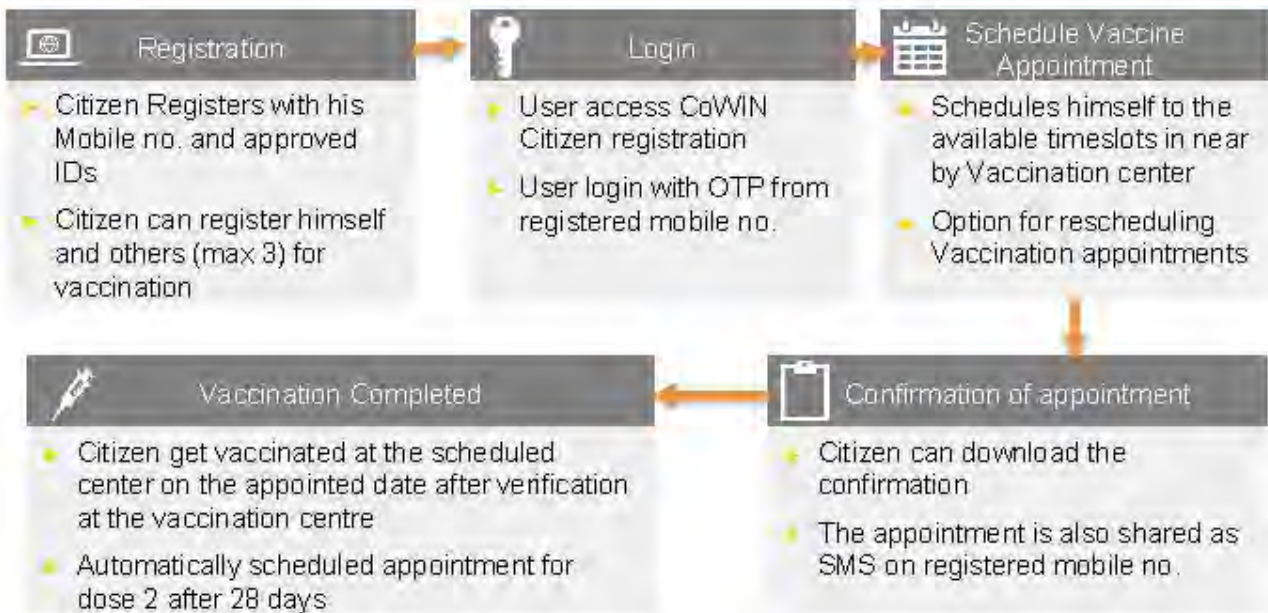 Registration
Citizen Registers with his
Mobile no. and approved
IDs
Citizen can register himself
and others (max 3) for
vaccination
Login
User access CoWIN
Citizen registration
User login with OTP from
registered mobile no.
Schedule Vaccine
Appointment
Schedules himself to the
available timeslots in near
by Vaccination center
Option for rescheduling
Vaccination appointments
Confirmation of appointment
Citizen can download the
confirmation
The appointment is also shared as
SMS on registered mobile no.
Vaccination Completed
Citizen get vaccinated at the scheduled
center on the appointed date after verification
at the vaccination centre
Automatically scheduled appointment for
dose 2 after 28 days